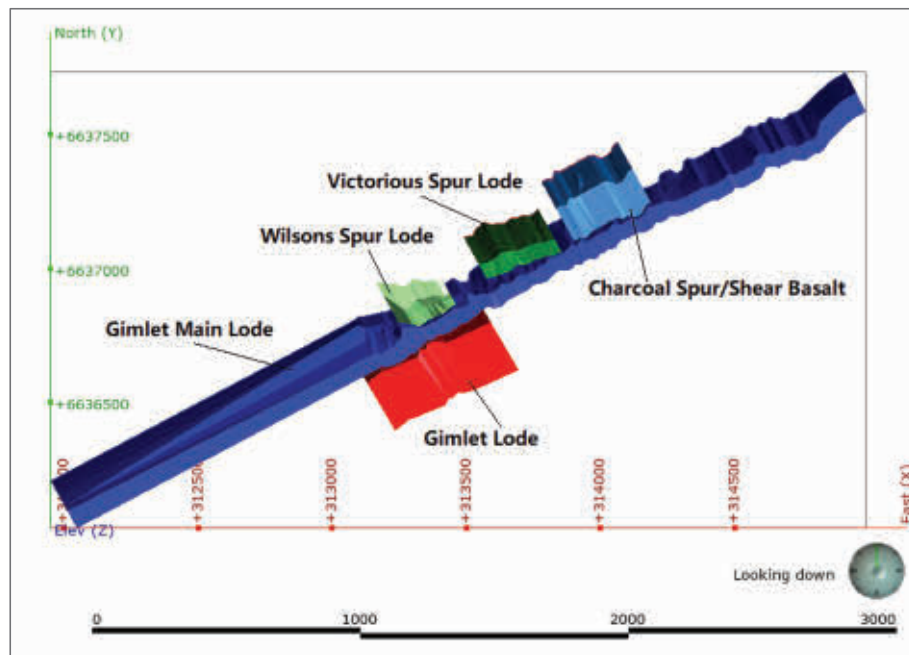 North (Y)
+6637500
Victorious Spur Lode
Wilsons Spur Lode
+6637000
Charcoal Spur/Shear Basalt
Gimlet Main Lode
+6636500
Gimlet Lode
+312500
+313000
+313500
+314000
+314500
East (X)
Elev (Z)
Looking down
0 1000 2000 3000